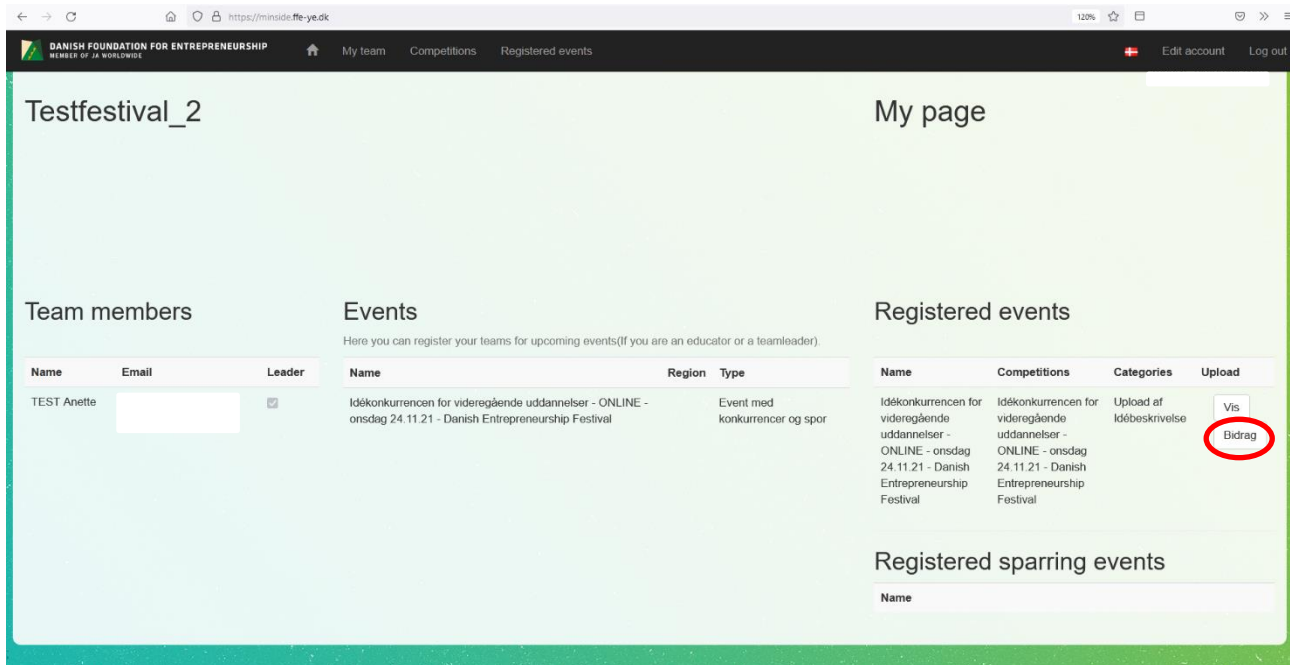 https://minside.ffe-ye.dk
120%
DANISH FOUNDATION FOR ENTREPRENEURSHIP
MEMBER OF JA WORLDWIDE
My team
Competitions
Registered events
Edit account
Log out
Testfestival_2
My page
Team members
Name Email Leader
TEST Anette
Events
Here you can register your teams for upcoming events(If you are an educator or a teamleader).
Name Region Type
Idékonkurrencen for videregående uddannelser - ONLINE -
onsdag 24.11.21 - Danish Entrepreneurship Festival
Event med
konkurrencer og spor
Registered events
Name Competitions Categories Upload
Idékonkurrencen for
videregående
uddannelser -
ONLINE - onsdag
24.11.21 - Danish
Entrepreneurship
Festival
Idékonkurrencen for
videregående
uddannelser -
ONLINE - onsdag
24.11.21 - Danish
Entrepreneurship
Festival
Upload af
Idébeskrivelse
Vis
Bidrag
Registered sparring events
Name